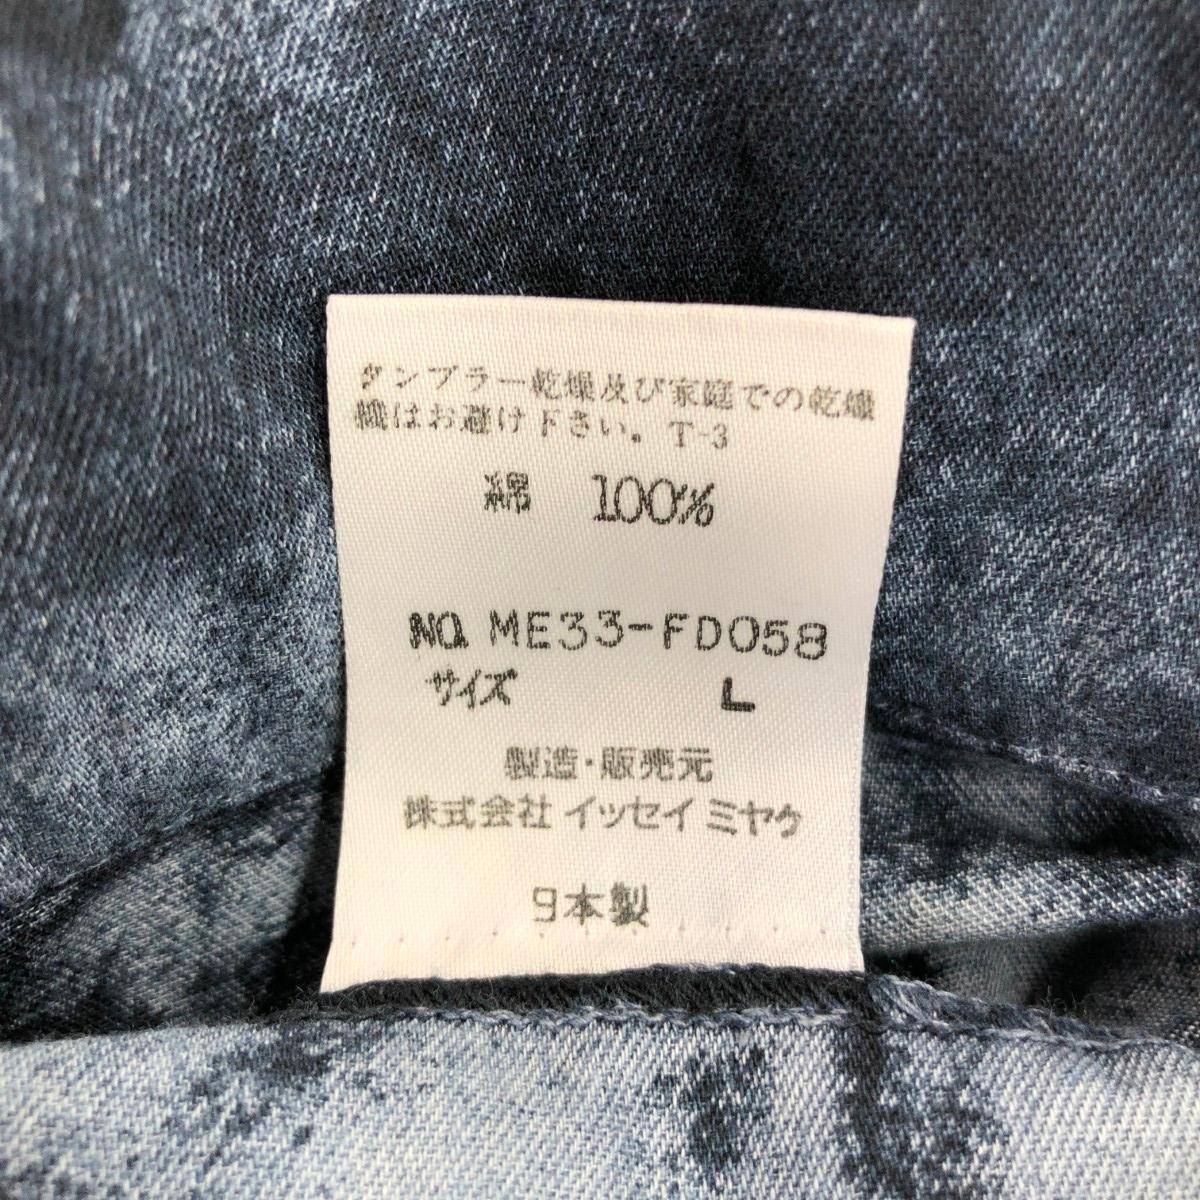 タンブラー乾燥及び家庭での乾燥
機はお避け下さい。T-3
綿 100%
No. ME33-FD058
サイズ L
製造・販売元
株式会社 イッセイ ミヤケ
日本製